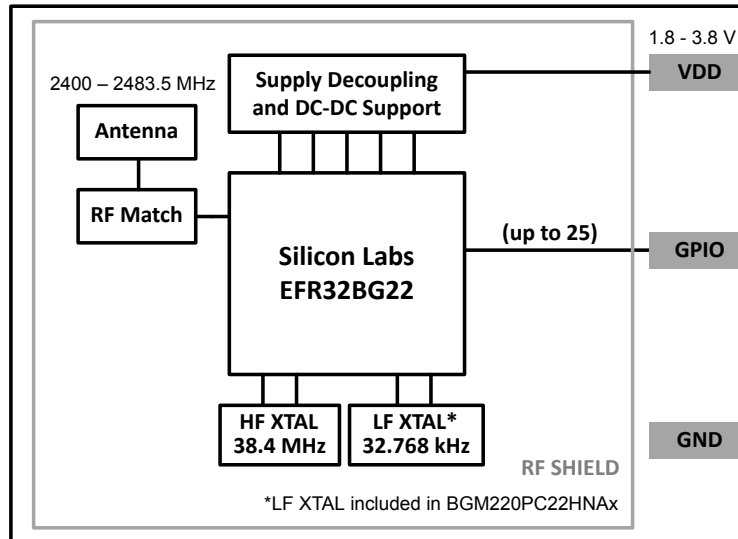 1.8 - 3.8 V
Supply Decoupling
and DC-DC Support
VDD
2400 – 2483.5 MHz
Antenna
RF Match
Silicon Labs
EFR32BG22
(up to 25)
GPIO
HF XTAL
38.4 MHz
LF XTAL*
32.768 kHz
GND
RF SHIELD
*LF XTAL included in BGM220PC22HNAx